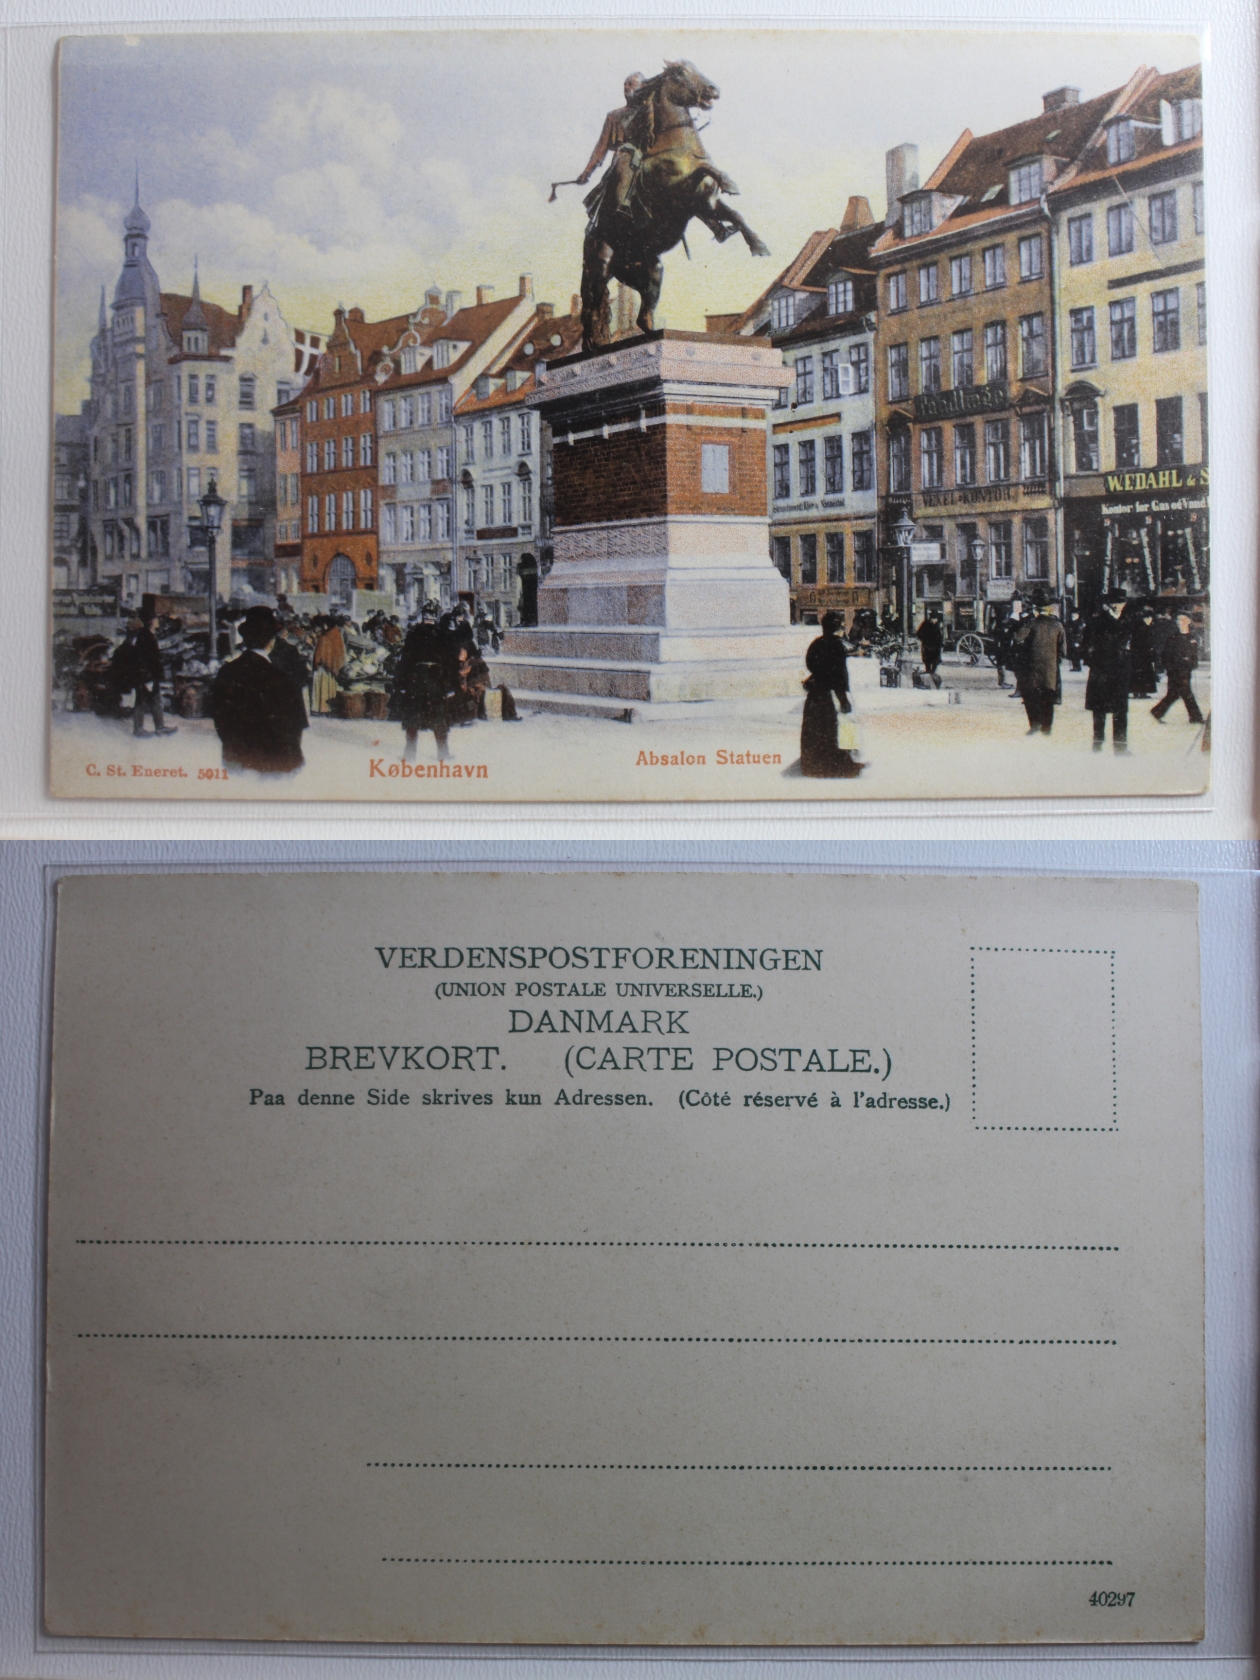 VEXEL-KONTOR
WEDAHL & S
Kontor for Gas og Vand
C. St. Eneret. 5011
København
Absalon Statuen
VERDENSPOSTFORENINGEN
(UNION POSTALE UNIVERSELLE.)
DANMARK
BREVKORT. (CARTE POSTALE.)
Paa denne Side skrives kun Adressen. (Côté réservé à l'adresse.)
40297